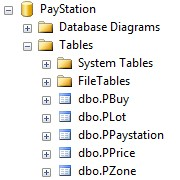 PayStation
Database Diagrams
Tables
System Tables
FileTables
dbo.PBuy
dbo.PLot
dbo.PPaystation
dbo.PPrice
dbo.PZone